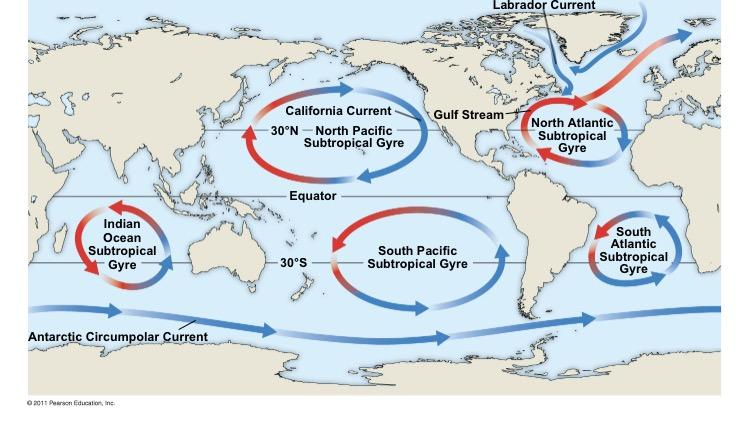 Labrador Current
California Current
Gulf Stream
North Atlantic
Subtropical
Gyre
30°N
North Pacific
Subtropical Gyre
Equator
Indian
Ocean
Subtropical
Gyre
30°S
South Pacific
Subtropical Gyre
South
Atlantic
Subtropical
Gyre
Antarctic Circumpolar Current
© 2011 Pearson Education, Inc.